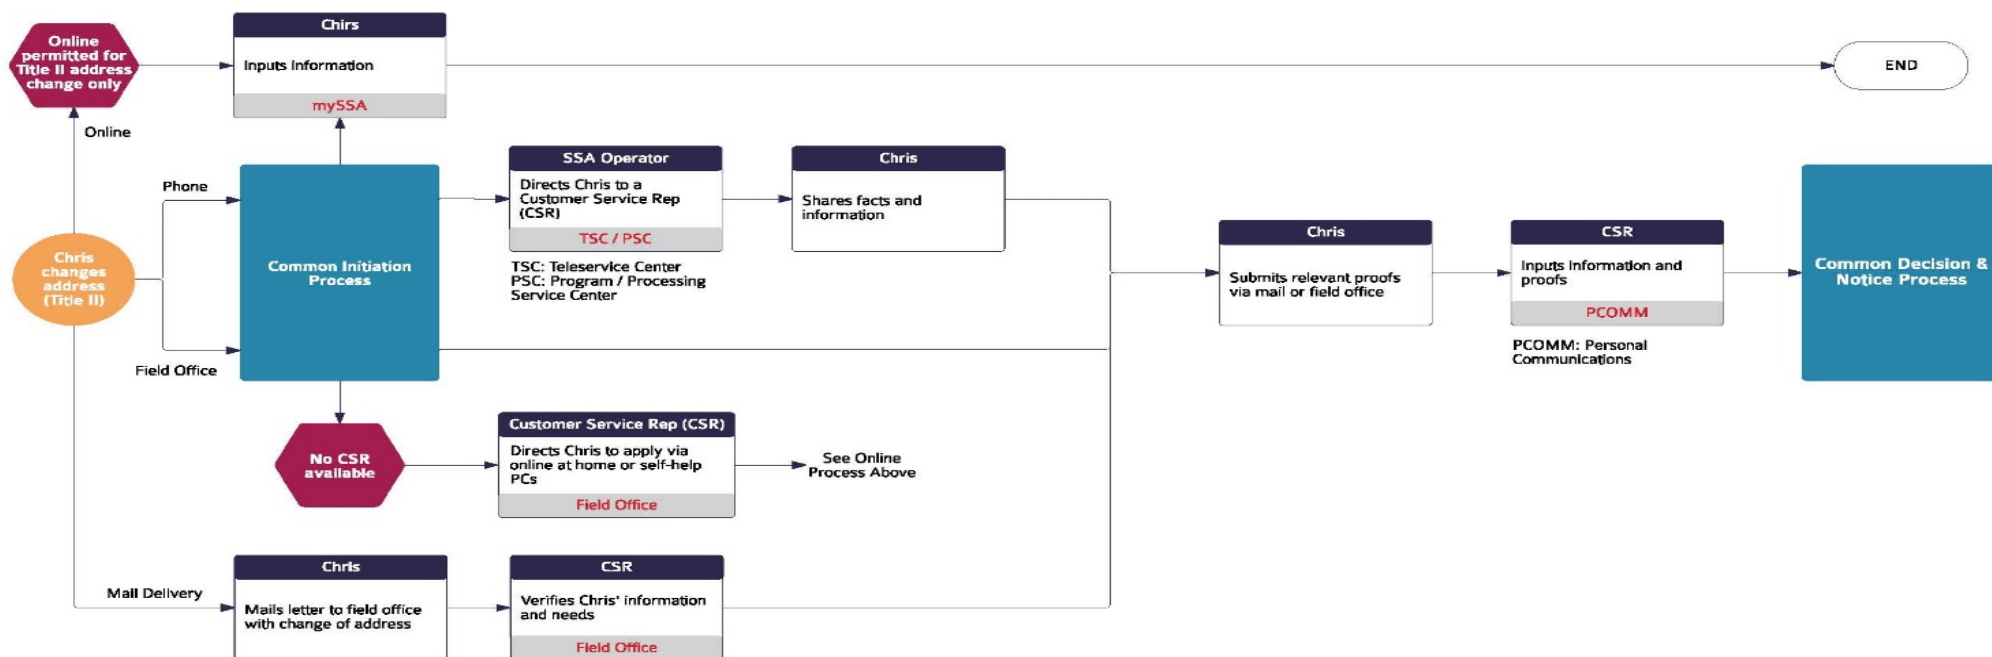 Online
permitted for
Title II address
change only
Chirs
Inputs information
mySSA
END
Online
Phone
SSA Operator
Directs Chris to a
Customer Service Rep
(CSR)
TSC / PSC
TSC: Teleservice Center
PSC: Program / Processing
Service Center
Chris
Shares facts and
information
Chris
changes
address
(Title II)
Common Initiation
Process
Chris
Submits relevant proofs
via mail or field office
CSR
Inputs information and
proofs
PCOMM
PCOMM: Personal
Communications
Common Decision &
Notice Process
Field Office
No CSR
available
Customer Service Rep (CSR)
Directs Chris to apply via
online at home or self-help
PCs
Field Office
See Online
Process Above
Mail Delivery
Chris
Mails letter to field office
with change of address
CSR
Verifies Chris' information
and needs
Field Office